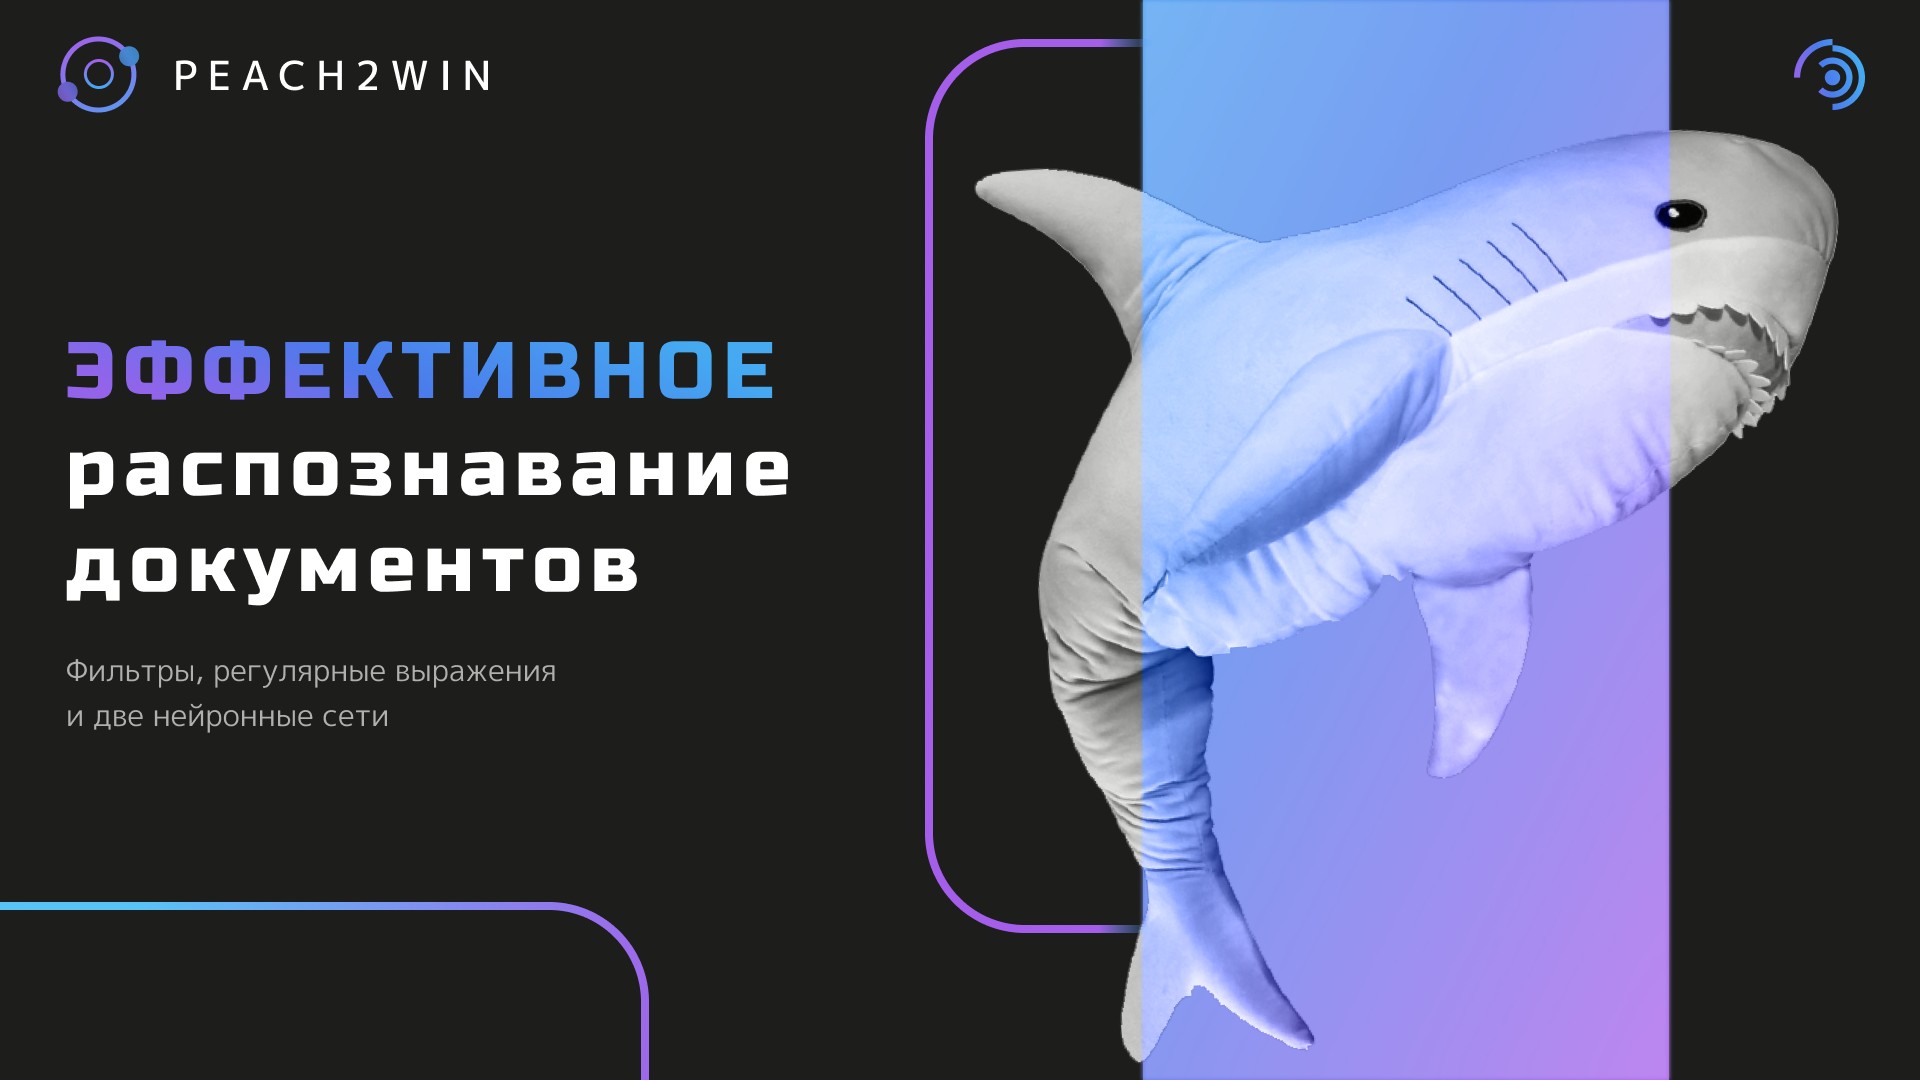 PEACH2WIN
ЭФФЕКТИВНОЕ
распознавание
документов
Фильтры, регулярные выражения
и две нейронные сети